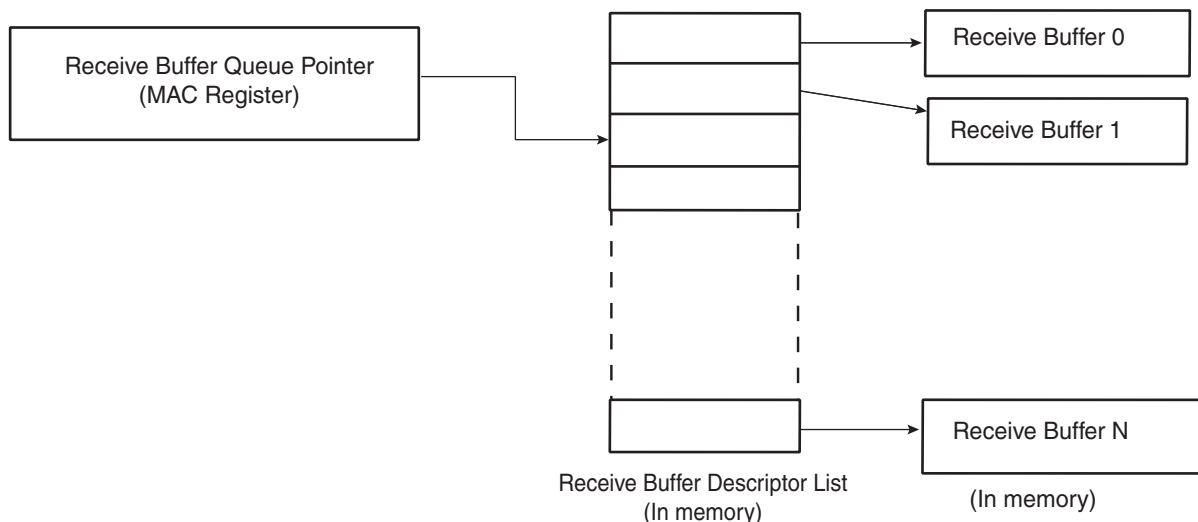 Receive Buffer Queue Pointer
(MAC Register)
Receive Buffer 0
Receive Buffer 1
Receive Buffer N
Receive Buffer Descriptor List
(In memory)
(In memory)